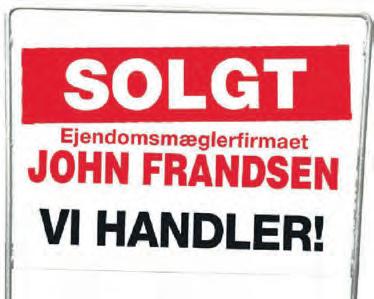 SOLGT
Ejendomsmæglerfirmaet
JOHN FRANDSEN
VI HANDLER!